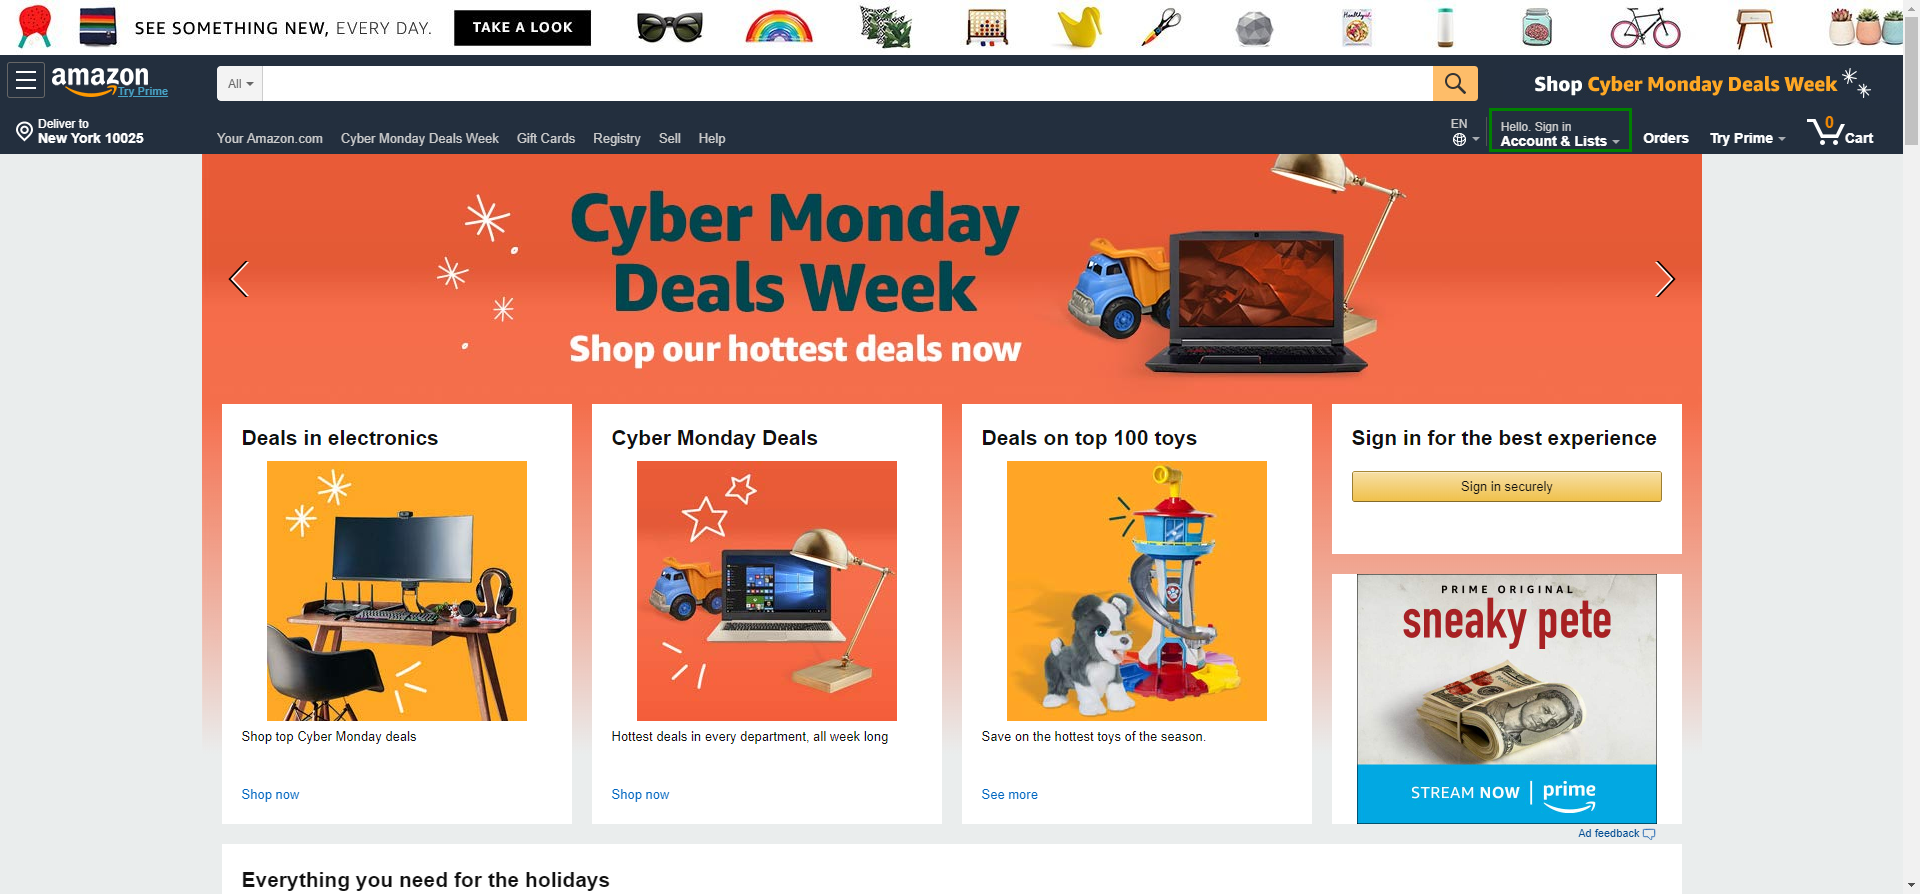 SEE SOMETHING NEW, EVERY DAY.
TAKE A LOOK
Healthyish
amazon
Try Prime
All
Shop Cyber Monday Deals Week
Deliver to
New York 10025
Your Amazon.com Cyber Monday Deals Week Gift Cards Registry Sell Help
EN
Hello. Sign in
Account & Lists
Orders
Try Prime
0
Cart
Cyber Monday
Deals Week
Shop our hottest deals now
Deals in electronics
Shop top Cyber Monday deals
Shop now
Cyber Monday Deals
Hottest deals in every department, all week long
Shop now
Deals on top 100 toys
Save on the hottest toys of the season.
See more
Sign in for the best experience
Sign in securely
PRIME ORIGINAL
sneaky pete
STREAM NOW | prime
Ad feedback
Everything you need for the holidays